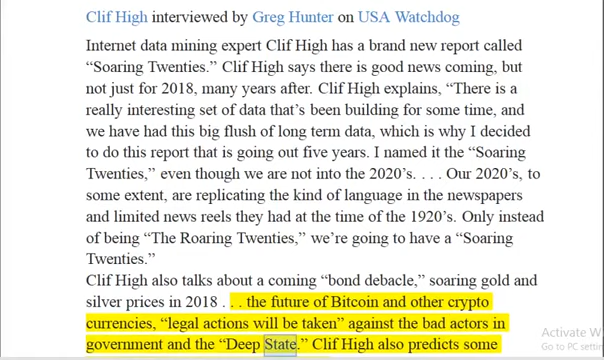 Clif High interviewed by Greg Hunter on USA Watchdog
Internet data mining expert Clif High has a brand new report called
“Soaring Twenties.” Clif High says there is good news coming, but
not just for 2018, many years after. Clif High explains, “There is a
really interesting set of data that’s been building for some time, and
we have had this big flush of long term data, which is why I decided
to do this report that is going out five years. I named it the “Soaring
Twenties,” even though we are not into the 2020’s. . . . Our 2020’s, to
some extent, are replicating the kind of language in the newspapers
and limited news reels they had at the time of the 1920’s. Only instead
of being “The Roaring Twenties,” we’re going to have a “Soaring
Twenties.”
Clif High also talks about a coming “bond debacle,” soaring gold and
silver prices in 2018 . . . the future of Bitcoin and other crypto
currencies, “legal actions will be taken” against the bad actors in
government and the “Deep State.” Clif High also predicts some
Activate W
Go to PC settin